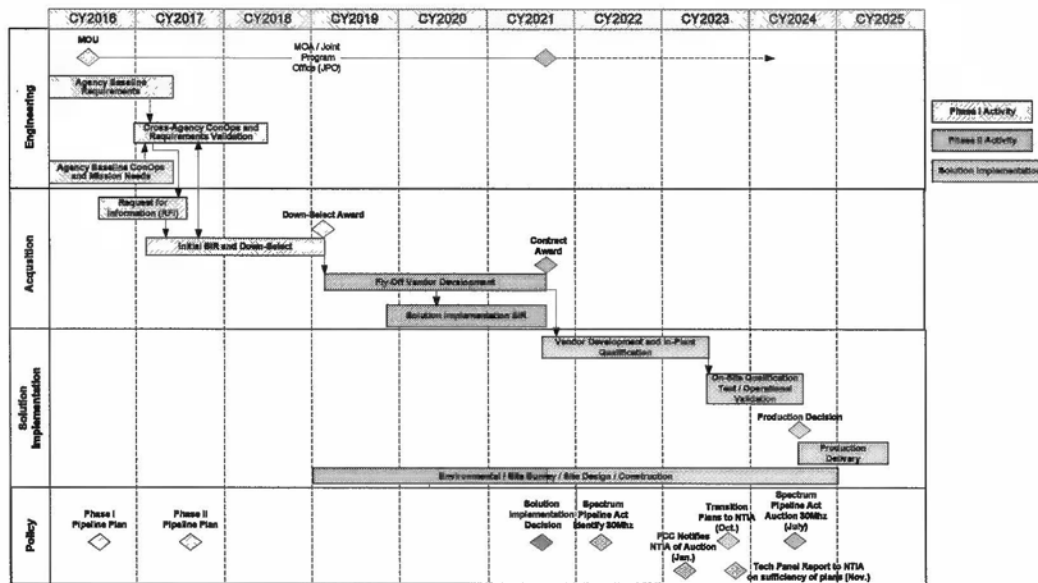 CY2016 CY2017 CY2018 CY2019 CY2020 CY2021 CY2022 CY2023 CY2024 CY2025
Engineering
MOU
MOA / Joint
Program
Office (JPO)
Agency Baseline
Requirements
Cross-Agency ConOps and
Requirements Validation
Agency Baseline ConOps
and Mission Needs
Phase I Activity
Phase II Activity
Solution Implementation
Acqusition
Request for
Information (RFI)
Down-Select Award
Initial SIR and Down-Select
Contract
Award
Fly-Off Vendor Development
Solution Implementation SIR
Solution
Implementation
Vendor Development and In-Plant
Qualification
On-Site Qualification
Test / Operational
Validation
Production Decision
Production
Delivery
Environmental / Site Survey / Site Design / Construction
Policy
Phase I
Pipeline Plan
Phase II
Pipeline Plan
Solution
Implementation
Decision
Spectrum
Pipeline Act
Identify 30Mhz
FCC Notifies
NTIA of Auction
(Jan.)
Transition
Plans to NTIA
(Oct.)
Spectrum
Pipeline Act
Auction 30Mhz
(July)
Tech Panel Report to NTIA
on sufficiency of plans (Nov.)